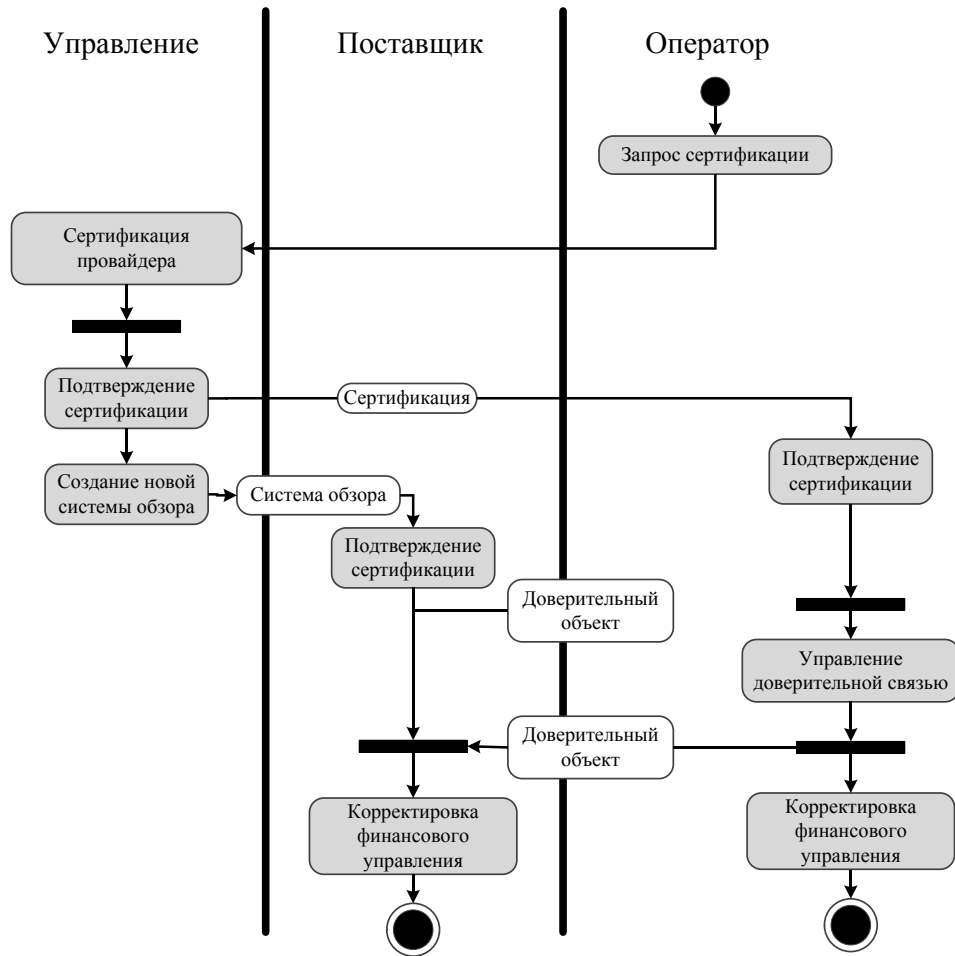 Управление
Поставщик
Оператор
Запрос сертификации
Сертификация
провайдера
Подтверждение
сертификации
Сертификация
Подтверждение
сертификации
Создание новой
системы обзора
Система обзора
Подтверждение
сертификации
Доверительный
объект
Управление
доверительной связью
Доверительный
объект
Корректировка
финансового
управления
Корректировка
финансового
управления